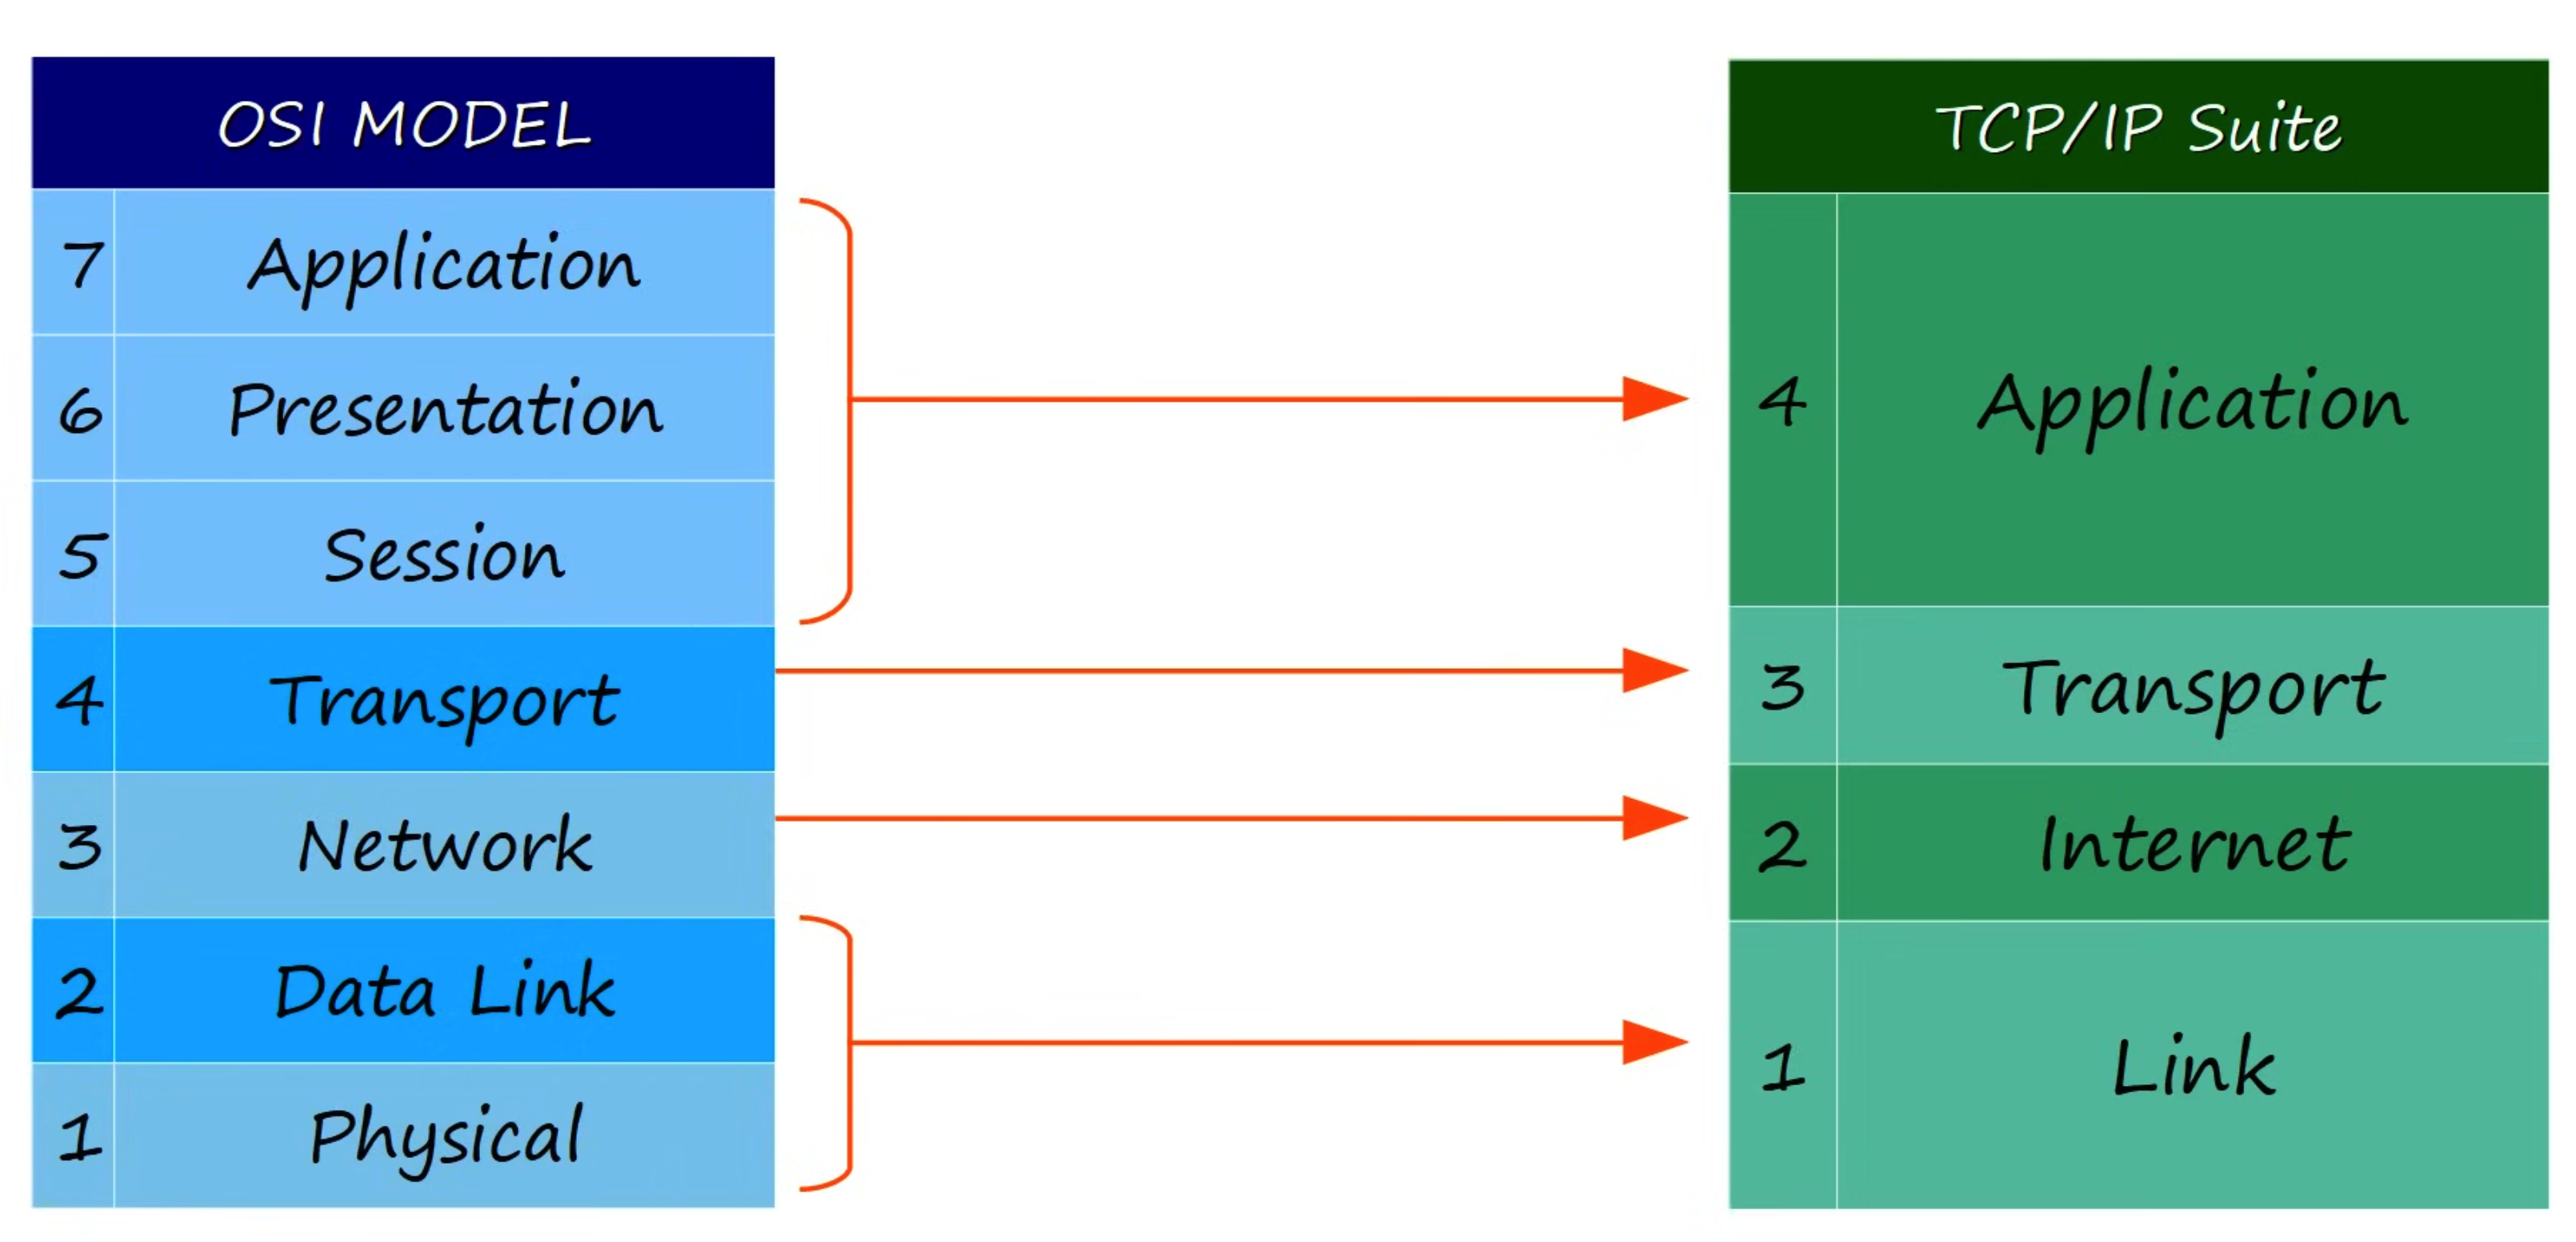 OSI MODEL
7 Application
6 Presentation
5 Session
4 Transport
3 Network
2 Data Link
1 Physical
TCP/IP Suite
4 Application
3 Transport
2 Internet
1 Link